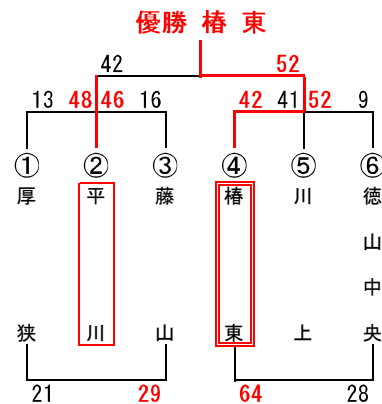 優勝 椿 東
42 52
13 48 46 16 42 41 52 9
① ② ③ ④ ⑤ ⑥
厚狭 平川 藤山 椿東 川上 徳山中央
21 29 64 28